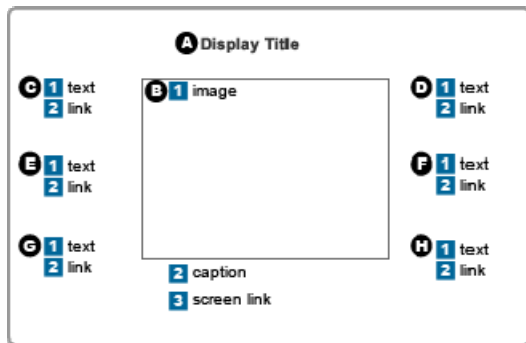 A Display Title
C 1 text
2 link
B 1 image
D 1 text
2 link
E 1 text
2 link
F 1 text
2 link
G 1 text
2 link
H 1 text
2 link
2 caption
3 screen link